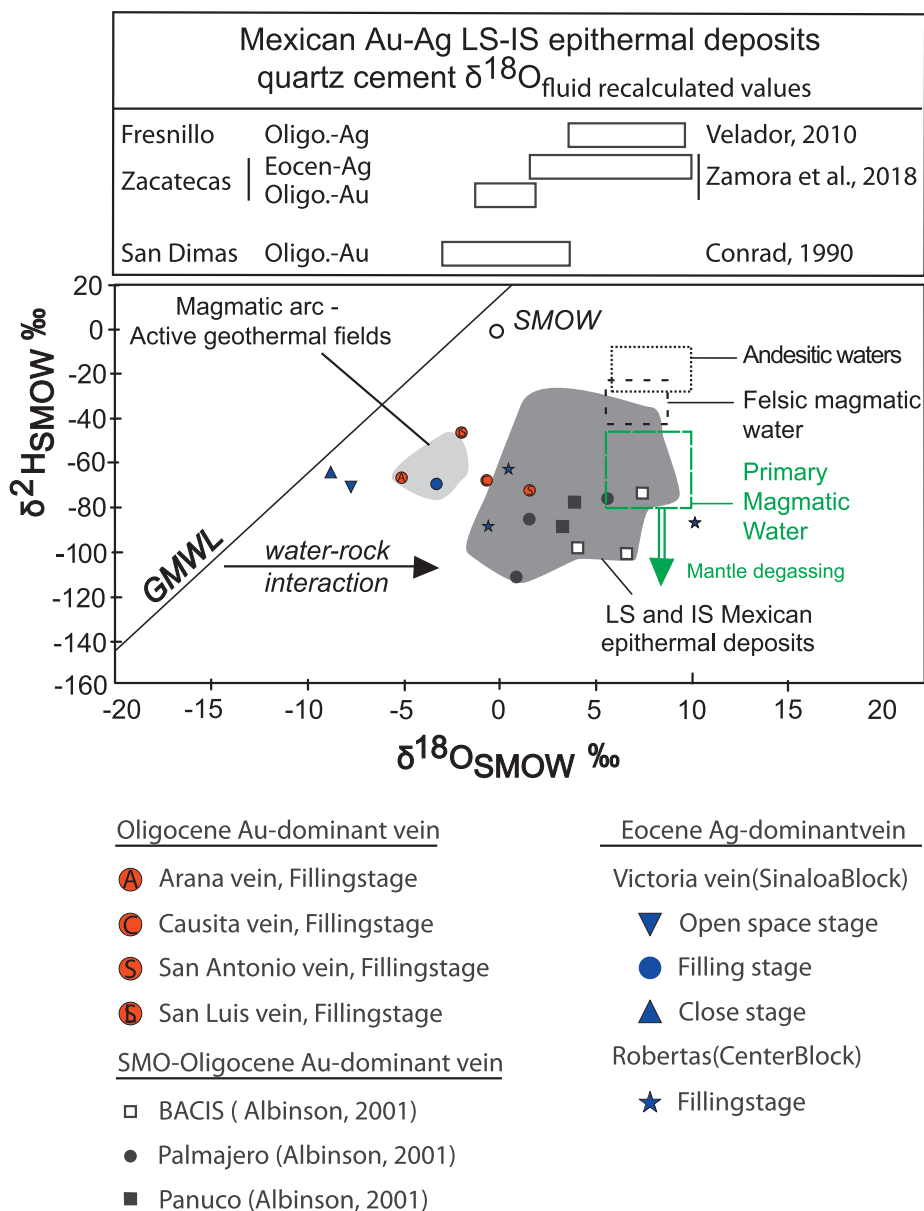 Mexican Au-Ag LS-IS epithermal deposits
quartz cement δ18Ofluid recalculated values
Fresnillo Oligo.-Ag Velador, 2010
Zacatecas Eocen-Ag Zamora et al., 2018
Oligo.-Au
San Dimas Oligo.-Au Conrad, 1990
20
0
-20
-40
-60
-80
-100
-120
-140
-160
δ2HSMOW ‰
Magmatic arc -
Active geothermal fields
SMOW
Andesitic waters
Felsic magmatic
water
Primary
Magmatic
Water
Mantle degassing
GMWL
water-rock
interaction
LS and IS Mexican
epithermal deposits
A
S
C
S
-20 -15 -10 -5 0 5 10 15 20
δ18OSMOW ‰
Oligocene Au-dominant vein
A Arana vein, Fillingstage
C Causita vein, Fillingstage
S San Antonio vein, Fillingstage
San Luis vein, Fillingstage
SMO-Oligocene Au-dominant vein
BACIS ( Albinson, 2001)
Palmajero (Albinson, 2001)
Panuco (Albinson, 2001)
Eocene Ag-dominantvein
Victoria vein(SinaloaBlock)
Open space stage
Filling stage
Close stage
Robertas(CenterBlock)
Fillingstage